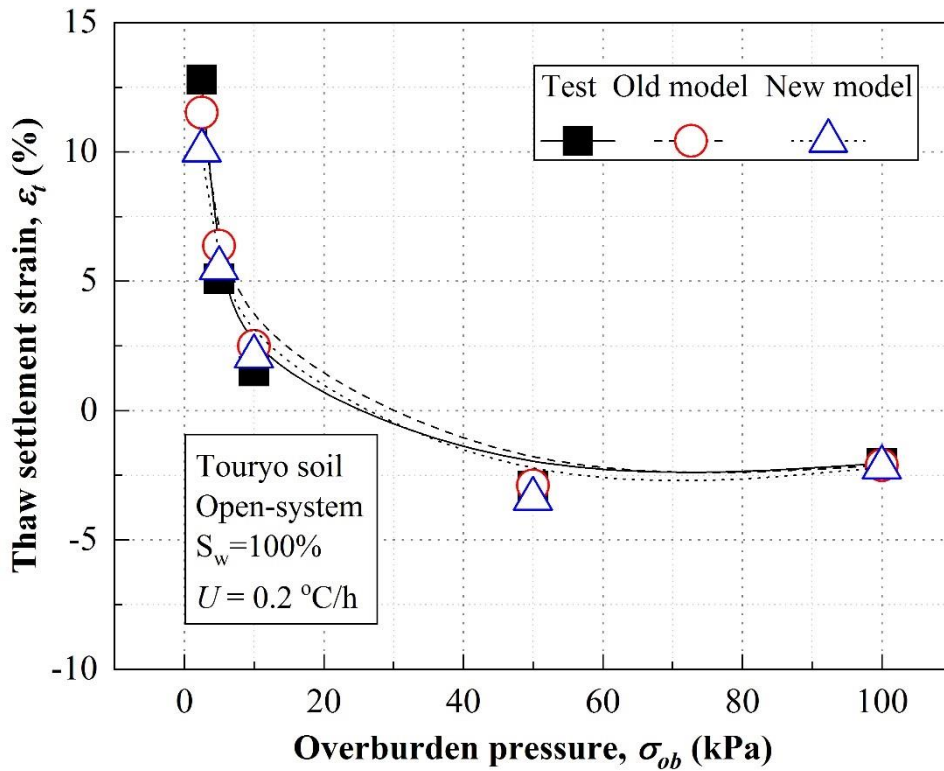 15
10
5
0
-5
-10
Thaw settlement strain, εi (%)
Test Old model New model
Touryo soil
Open-system
Sw=100%
U = 0.2 °C/h
0 20 40 60 80 100
Overburden pressure, σob (kPa)